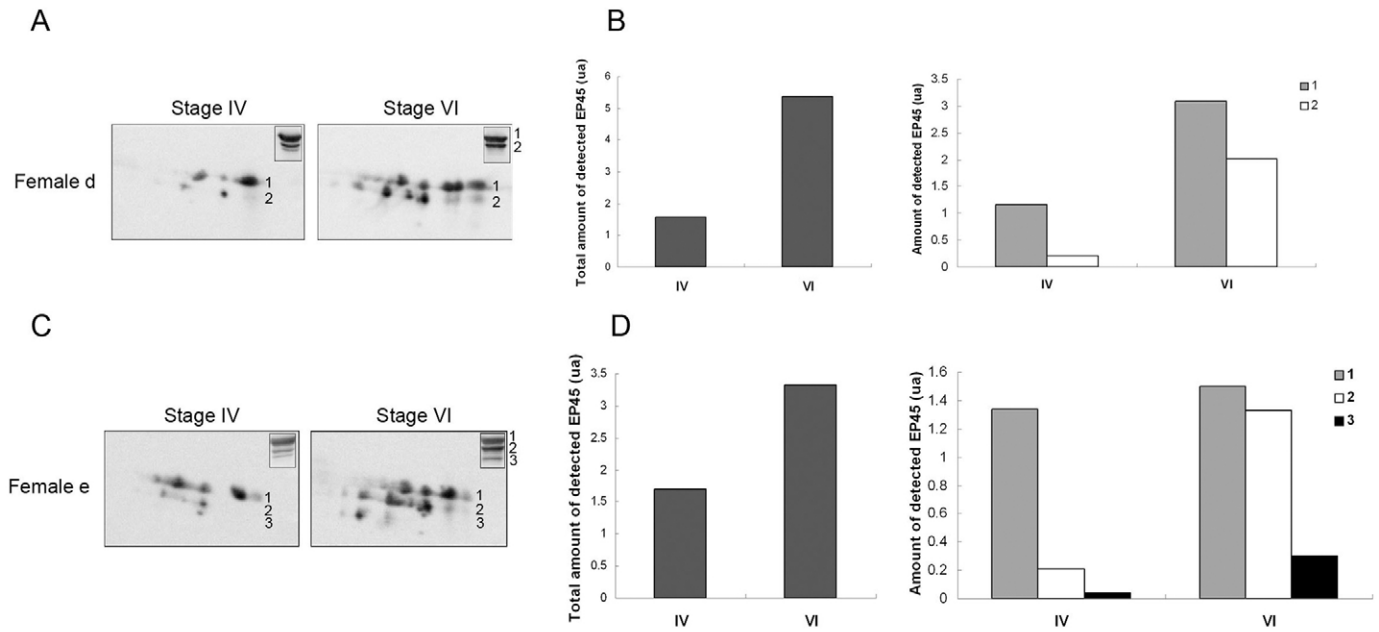 A
Stage IV
Stage VI
Female d
1
2
1
2
1
2
B
Total amount of detected EP45 (ua)
6
5
4
3
2
1
0
IV
VI
Amount of detected EP45 (ua)
3.5
3
2.5
2
1.5
1
0.5
0
IV
VI
1
2
C
Stage IV
Stage VI
Female e
1
2
3
1
2
3
1
2
3
D
Total amount of detected EP45 (ua)
3.5
3
2.5
2
1.5
1
0.5
0
IV
VI
Amount of detected EP45 (ua)
1.6
1.4
1.2
1
0.8
0.6
0.4
0.2
0
IV
VI
1
2
3